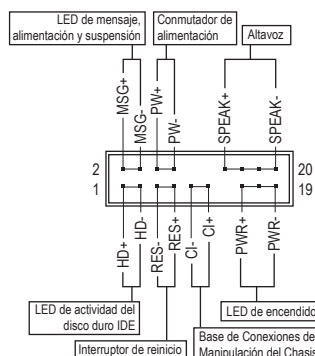 LED de mensaje,
alimentación y suspensión
Conmutador de
alimentación
Altavoz
MSG+
MSG-
PW+
PW-
SPEAK+
SPEAK-
2
20
1
19
HD+
HD-
RES-
RES+
CI-
CI+
PWR+
PWR-
LED de actividad del
disco duro IDE
LED de encendido
Interruptor de reinicio
Base de Conexiones de
Manipulación del Chasis